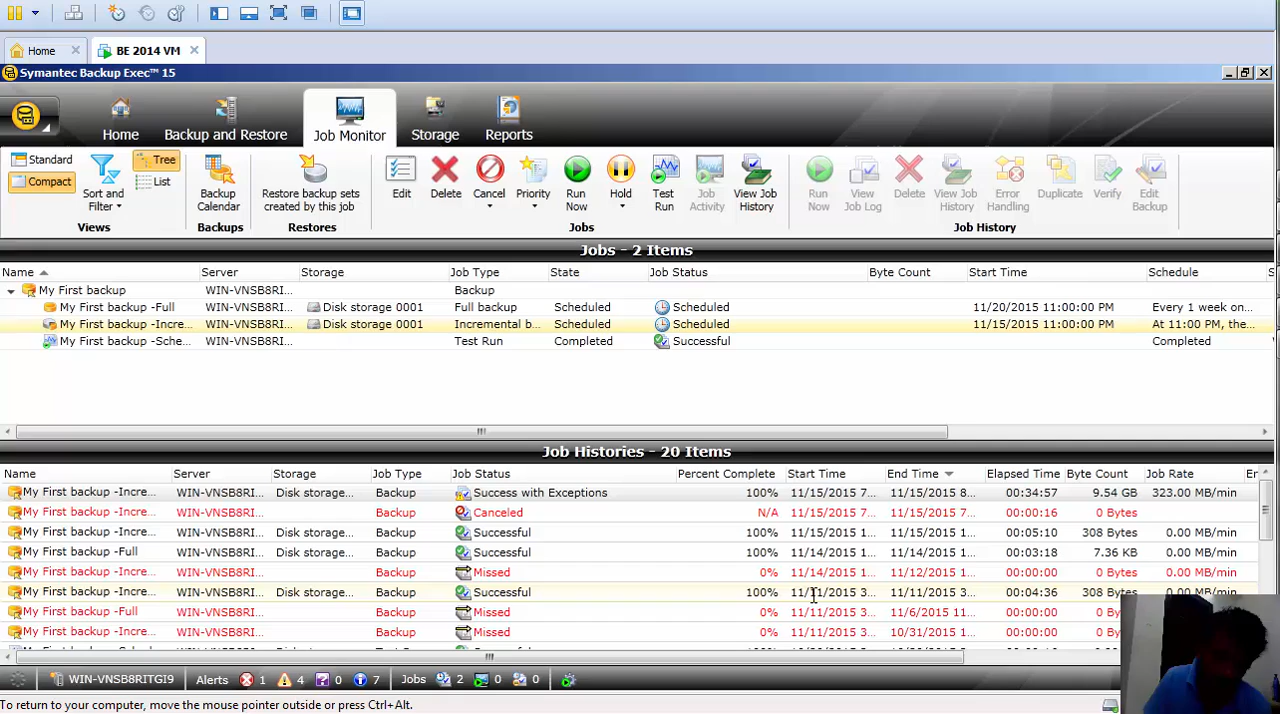 Home BE 2014 VM
Symantec Backup Exec™ 15
Home Backup and Restore Job Monitor Storage Reports
Standard Compact Sort and Filter Tree List Views
Backup Calendar Backups
Restore backup sets created by this job Restores
Edit Delete Cancel Priority Run Now Hold Test Run Job Activity View Job History Jobs
Run Now View Job Log Delete View Job History Error Handling Duplicate Verify Edit Backup Job History
Jobs - 2 Items
Name Server Storage Job Type State Job Status Byte Count Start Time Schedule S
My First backup WIN-VNSB8RI... Backup
My First backup -Full WIN-VNSB8RI... Disk storage 0001 Full backup Scheduled Scheduled 11/20/2015 11:00:00 PM Every 1 week on...
My First backup -Incre... WIN-VNSB8RI... Disk storage 0001 Incremental b... Scheduled Scheduled 11/15/2015 11:00:00 PM At 11:00 PM, the...
My First backup -Sche... WIN-VNSB8RI... Test Run Completed Successful Completed
Job Histories - 20 Items
Name Server Storage Job Type Job Status Percent Complete Start Time End Time Elapsed Time Byte Count Job Rate Er
My First backup -Incre... WIN-VNSB8RI... Disk storage... Backup Success with Exceptions 100% 11/15/2015 7... 11/15/2015 8... 00:34:57 9.54 GB 323.00 MB/min
My First backup -Incre... WIN-VNSB8RI... Backup Canceled N/A 11/15/2015 7... 11/15/2015 7... 00:00:16 0 Bytes
My First backup -Incre... WIN-VNSB8RI... Disk storage... Backup Successful 100% 11/15/2015 1... 11/15/2015 1... 00:05:10 308 Bytes 0.00 MB/min
My First backup -Full WIN-VNSB8RI... Disk storage... Backup Successful 100% 11/14/2015 1... 11/14/2015 1... 00:03:18 7.36 KB 0.00 MB/min
My First backup -Incre... WIN-VNSB8RI... Backup Missed 0% 11/14/2015 1... 11/12/2015 1... 00:00:00 0 Bytes 0.00 MB/min
My First backup -Incre... WIN-VNSB8RI... Disk storage... Backup Successful 100% 11/11/2015 3... 11/11/2015 3... 00:04:36 308 Bytes 0.00 MB/min
My First backup -Full WIN-VNSB8RI... Backup Missed 0% 11/11/2015 3... 11/6/2015 11... 00:00:00 0 Bytes
My First backup -Incre... WIN-VNSB8RI... Backup Missed 0% 11/11/2015 3... 10/31/2015 1... 00:00:00 0 Bytes
WIN-VNSB8RITGI9 Alerts 1 4 0 7 Jobs 2 0 0
To return to your computer, move the mouse pointer outside or press Ctrl+Alt.